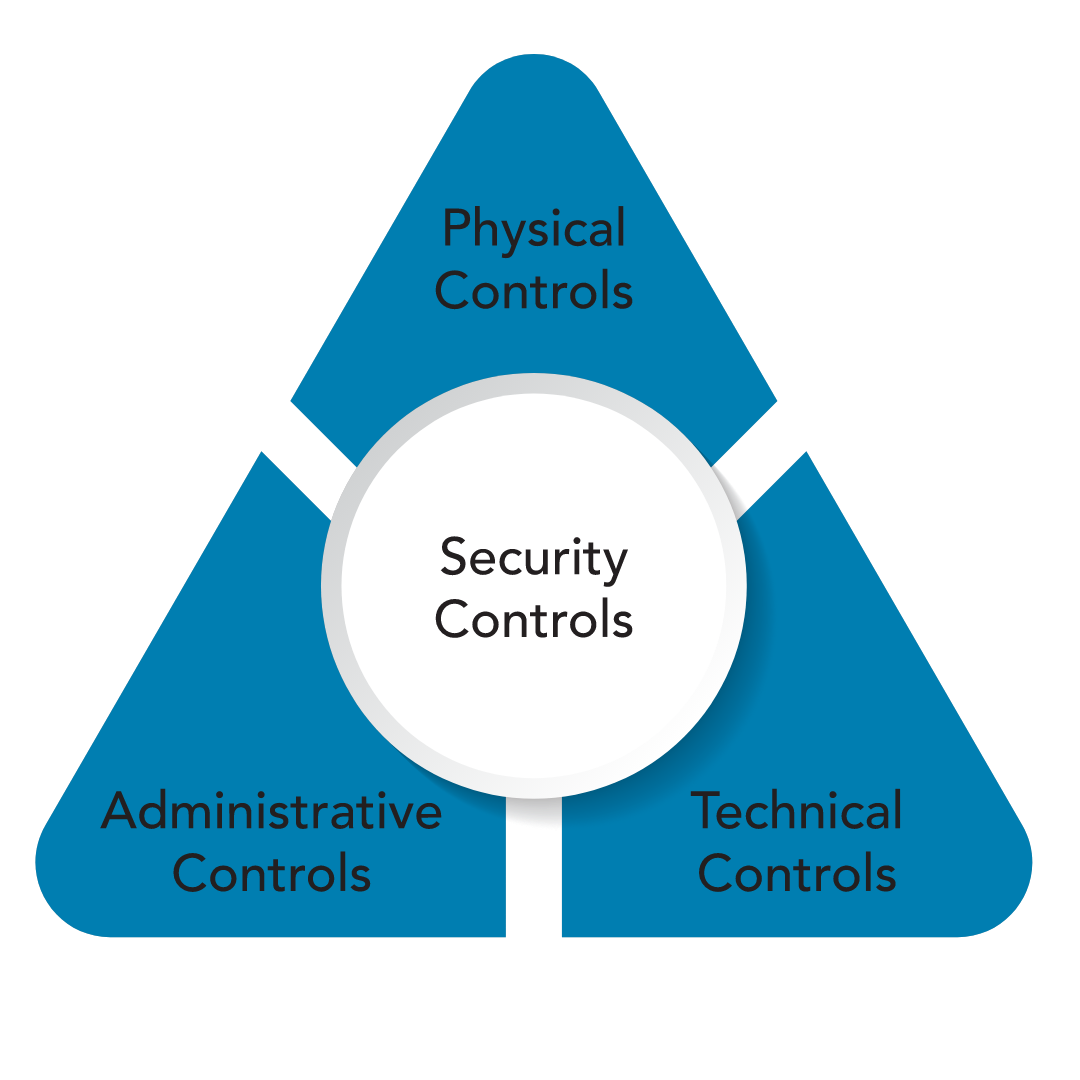 Physical
Controls
Security
Controls
Administrative
Controls
Technical
Controls